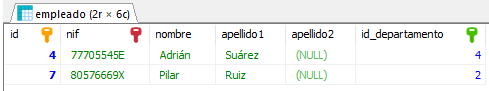 empleado (2r × 6c)
id nif nombre apellido1 apellido2 id_departamento
4 77705545E Adrián Suárez (NULL) 4
7 80576669X Pilar Ruiz (NULL) 2